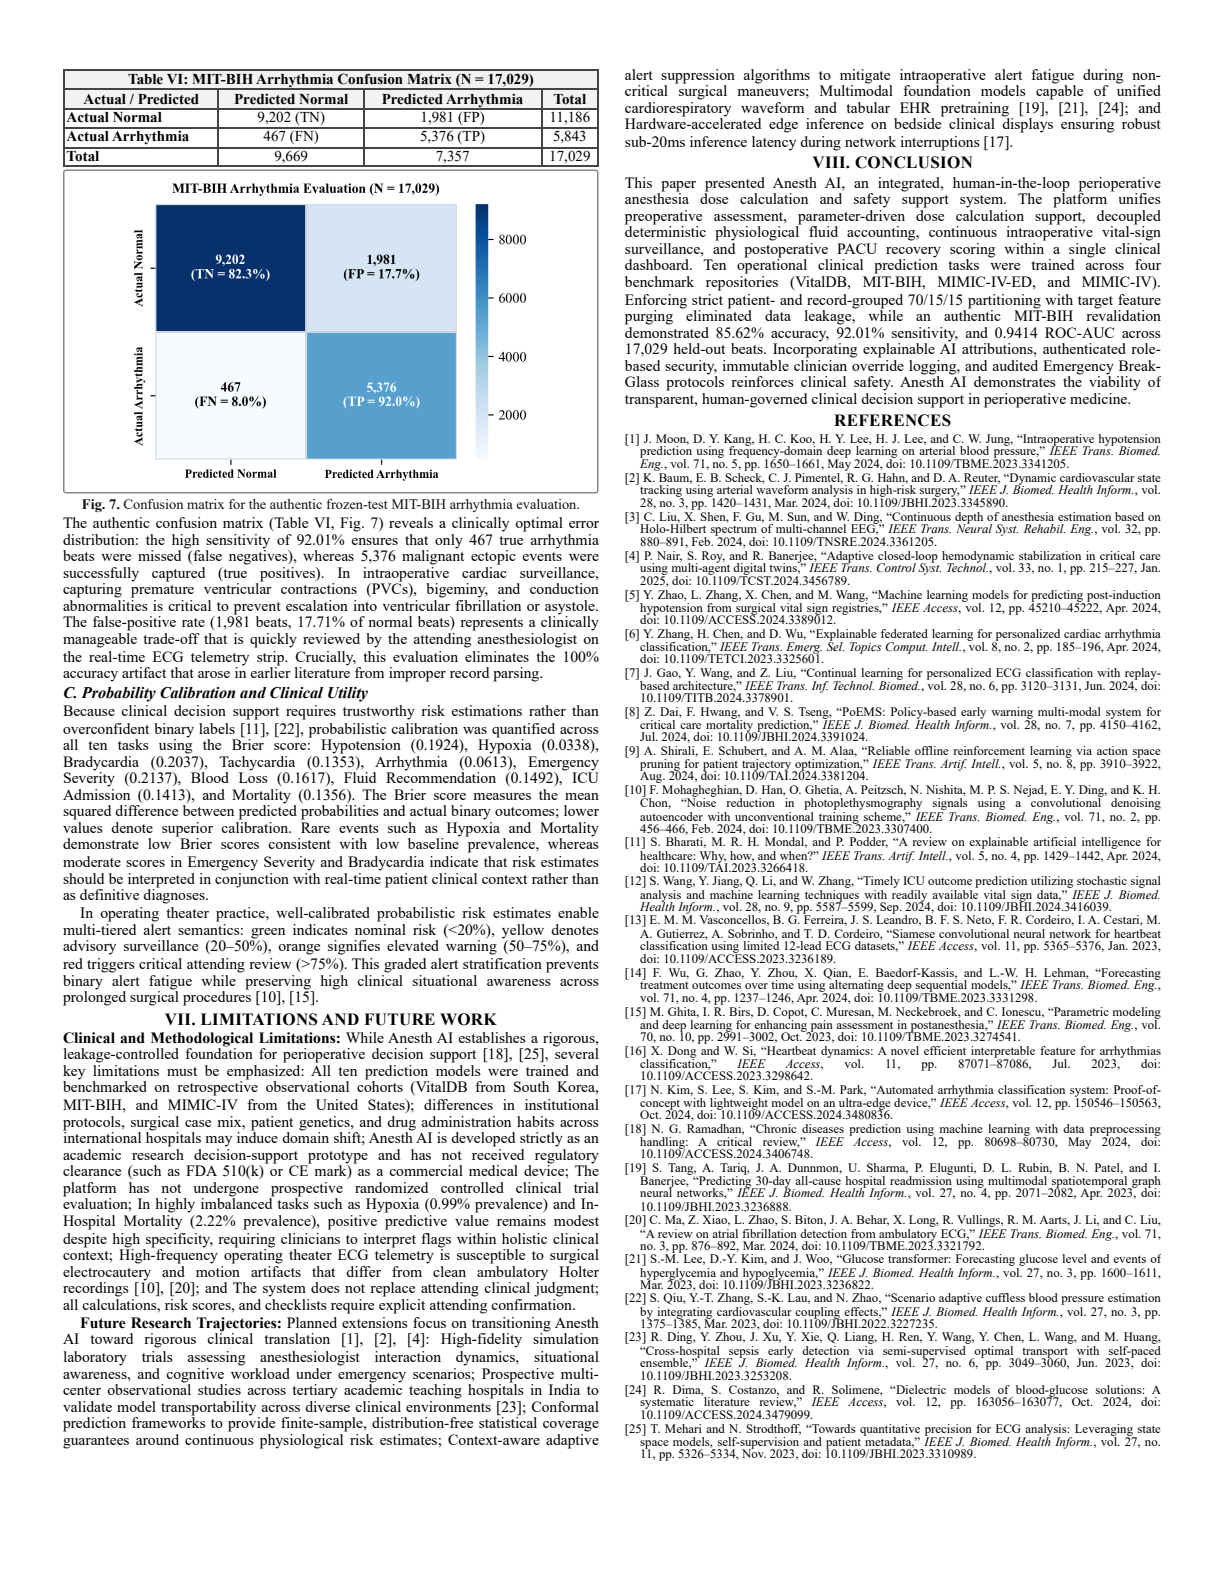 Table VI: MIT-BIH Arrhythmia Confusion Matrix (N = 17,029)
Actual / Predicted Predicted Normal Predicted Arrhythmia Total
Actual Normal 9,202 (TN) 1,981 (FP) 11,186
Actual Arrhythmia 467 (FN) 5,376 (TP) 5,843
Total 9,669 7,357 17,029
MIT-BIH Arrhythmia Evaluation (N = 17,029)
Actual Normal
9,202
(TN = 82.3%)
1,981
(FP = 17.7%)
Actual Arrhythmia
467
(FN = 8.0%)
5,376
(TP = 92.0%)
Predicted Normal Predicted Arrhythmia
8000
6000
4000
2000
Fig. 7. Confusion matrix for the authentic frozen-test MIT-BIH arrhythmia evaluation.
The authentic confusion matrix (Table VI, Fig. 7) reveals a clinically optimal error
distribution: the high sensitivity of 92.01% ensures that only 467 true arrhythmia
beats were missed (false negatives), whereas 5,376 malignant ectopic events were
successfully captured (true positives). In intraoperative cardiac surveillance,
capturing premature ventricular contractions (PVCs), bigeminy, and conduction
abnormalities is critical to prevent escalation into ventricular fibrillation or asystole.
The false-positive rate (1,981 beats, 17.71% of normal beats) represents a clinically
manageable trade-off that is quickly reviewed by the attending anesthesiologist on
the real-time ECG telemetry strip. Crucially, this evaluation eliminates the 100%
accuracy artifact that arose in earlier literature from improper record parsing.
C. Probability Calibration and Clinical Utility
Because clinical decision support requires trustworthy risk estimations rather than
overconfident binary labels [11], [22], probabilistic calibration was quantified across
all ten tasks using the Brier score: Hypotension (0.1924), Hypoxia (0.0338),
Bradycardia (0.2037), Tachycardia (0.1353), Arrhythmia (0.0613), Emergency
Severity (0.2137), Blood Loss (0.1617), Fluid Recommendation (0.1492), ICU
Admission (0.1413), and Mortality (0.1356). The Brier score measures the mean
squared difference between predicted probabilities and actual binary outcomes; lower
values denote superior calibration. Rare events such as Hypoxia and Mortality
demonstrate low Brier scores consistent with low baseline prevalence, whereas
moderate scores in Emergency Severity and Bradycardia indicate that risk estimates
should be interpreted in conjunction with real-time patient clinical context rather than
as definitive diagnoses.
In operating theater practice, well-calibrated probabilistic risk estimates enable
multi-tiered alert semantics: green indicates nominal risk (<20%), yellow denotes
advisory surveillance (20–50%), orange signifies elevated warning (50–75%), and
red triggers critical attending review (>75%). This graded alert stratification prevents
binary alert fatigue while preserving high clinical situational awareness across
prolonged surgical procedures [10], [15].
VII. LIMITATIONS AND FUTURE WORK
Clinical and Methodological Limitations: While Anesth AI establishes a rigorous,
leakage-controlled foundation for perioperative decision support [18], [25], several
key limitations must be emphasized: All ten prediction models were trained and
benchmarked on retrospective observational cohorts (VitalDB from South Korea,
MIT-BIH, and MIMIC-IV from the United States); differences in institutional
protocols, surgical case mix, patient genetics, and drug administration habits across
international hospitals may induce domain shift; Anesth AI is developed strictly as an
academic research decision-support prototype and has not received regulatory
clearance (such as FDA 510(k) or CE mark) as a commercial medical device; The
platform has not undergone prospective randomized controlled clinical trial
evaluation; In highly imbalanced tasks such as Hypoxia (0.99% prevalence) and In-
Hospital Mortality (2.22% prevalence), positive predictive value remains modest
despite high specificity, requiring clinicians to interpret flags within holistic clinical
context; High-frequency operating theater ECG telemetry is susceptible to surgical
electrocautery and motion artifacts that differ from clean ambulatory Holter
recordings [10], [20]; and The system does not replace attending clinical judgment;
all calculations, risk scores, and checklists require explicit attending confirmation.
Future Research Trajectories: Planned extensions focus on transitioning Anesth
AI toward rigorous clinical translation [1], [2], [4]: High-fidelity simulation
laboratory trials assessing anesthesiologist interaction dynamics, situational
awareness, and cognitive workload under emergency scenarios; Prospective multi-
center observational studies across tertiary academic teaching hospitals in India to
validate model transportability across diverse clinical environments [23]; Conformal
prediction frameworks to provide finite-sample, distribution-free statistical coverage
guarantees around continuous physiological risk estimates; Context-aware adaptive
alert suppression algorithms to mitigate intraoperative alert fatigue during non-
critical surgical maneuvers; Multimodal foundation models capable of unified
cardiorespiratory waveform and tabular EHR pretraining [19], [21], [24]; and
Hardware-accelerated edge inference on bedside clinical displays ensuring robust
sub-20ms inference latency during network interruptions [17].
VIII. CONCLUSION
This paper presented Anesth AI, an integrated, human-in-the-loop perioperative
anesthesia dose calculation and safety support system. The platform unifies
preoperative assessment, parameter-driven dose calculation support, decoupled
deterministic physiological fluid accounting, continuous intraoperative vital-sign
surveillance, and postoperative PACU recovery scoring within a single clinical
dashboard. Ten operational clinical prediction tasks were trained across four
benchmark repositories (VitalDB, MIT-BIH, MIMIC-IV-ED, and MIMIC-IV).
Enforcing strict patient- and record-grouped 70/15/15 partitioning with target feature
purging eliminated data leakage, while an authentic MIT-BIH revalidation
demonstrated 85.62% accuracy, 92.01% sensitivity, and 0.9414 ROC-AUC across
17,029 held-out beats. Incorporating explainable AI attributions, authenticated role-
based security, immutable clinician override logging, and audited Emergency Break-
Glass protocols reinforces clinical safety. Anesth AI demonstrates the viability of
transparent, human-governed clinical decision support in perioperative medicine.
REFERENCES
[1] J. Moon, D. Y. Kang, H. C. Koo, H. Y. Lee, H. J. Lee, and C. W. Jung, “Intraoperative hypotension
prediction using frequency-domain deep learning on arterial blood pressure,” IEEE Trans. Biomed.
Eng., vol. 71, no. 5, pp. 1650–1661, May 2024, doi: 10.1109/TBME.2023.3341205.
[2] K. Baum, E. B. Scheck, C. J. Pimentel, R. G. Hahn, and D. A. Reuter, “Dynamic cardiovascular state
tracking using arterial waveform analysis in high-risk surgery,” IEEE J. Biomed. Health Inform., vol.
28, no. 3, pp. 1420–1431, Mar. 2024, doi: 10.1109/JBHI.2023.3345890.
[3] C. Liu, X. Shen, F. Gu, M. Sun, and W. Ding, “Continuous depth of anesthesia estimation based on
Holo-Hilbert spectrum of multi-channel EEG,” IEEE Trans. Neural Syst. Rehabil. Eng., vol. 32, pp.
880–891, Feb. 2024, doi: 10.1109/TNSRE.2024.3361205.
[4] P. Nair, S. Roy, and R. Banerjee, “Adaptive closed-loop hemodynamic stabilization in critical care
using multi-agent digital twins,” IEEE Trans. Control Syst. Technol., vol. 33, no. 1, pp. 215–227, Jan.
2025, doi: 10.1109/TCST.2024.3456789.
[5] Y. Zhao, L. Zhang, X. Chen, and M. Wang, “Machine learning models for predicting post-induction
hypotension from surgical vital sign registries,” IEEE Access, vol. 12, pp. 45210–45222, Apr. 2024,
doi: 10.1109/ACCESS.2024.3389012.
[6] Y. Zhang, H. Chen, and D. Wu, “Explainable federated learning for personalized cardiac arrhythmia
classification,” IEEE Trans. Emerg. Sel. Topics Comput. Intell., vol. 8, no. 2, pp. 185–196, Apr. 2024,
doi: 10.1109/TETCI.2023.3325601.
[7] J. Gao, Y. Wang, and Z. Liu, “Continual learning for personalized ECG classification with replay-
based architecture,” IEEE Trans. Inf. Technol. Biomed., vol. 28, no. 6, pp. 3120–3131, Jun. 2024, doi:
10.1109/TITB.2024.3378901.
[8] Z. Dai, F. Hwang, and V. S. Tseng, “PoEMS: Policy-based early warning multi-modal system for
critical care mortality prediction,” IEEE J. Biomed. Health Inform., vol. 28, no. 7, pp. 4150–4162,
Jul. 2024, doi: 10.1109/JBHI.2024.3391024.
[9] A. Shirali, E. Schubert, and A. M. Alaa, “Reliable offline reinforcement learning via action space
pruning for patient trajectory optimization,” IEEE Trans. Artif. Intell., vol. 5, no. 8, pp. 3910–3922,
Aug. 2024, doi: 10.1109/TAI.2024.3381204.
[10] F. Mohagheghian, D. Han, O. Ghetia, A. Peitzsch, N. Nishita, M. P. S. Nejad, E. Y. Ding, and K. H.
Chon, “Noise reduction in photoplethysmography signals using a convolutional denoising
autoencoder with unconventional training scheme,” IEEE Trans. Biomed. Eng., vol. 71, no. 2, pp.
456–466, Feb. 2024, doi: 10.1109/TBME.2023.3307400.
[11] S. Bharati, M. R. H. Mondal, and P. Podder, “A review on explainable artificial intelligence for
healthcare: Why, how, and when?” IEEE Trans. Artif. Intell., vol. 5, no. 4, pp. 1429–1442, Apr. 2024,
doi: 10.1109/TAI.2023.3266418.
[12] S. Wang, Y. Jiang, Q. Li, and W. Zhang, “Timely ICU outcome prediction utilizing stochastic signal
analysis and machine learning techniques with readily available vital sign data,” IEEE J. Biomed.
Health Inform., vol. 28, no. 9, pp. 5587–5599, Sep. 2024, doi: 10.1109/JBHI.2024.3416039.
[13] E. M. M. Vasconcellos, B. G. Ferreira, J. S. Leandro, B. F. S. Neto, F. R. Cordeiro, I. A. Cestari, M.
A. Gutierrez, A. Sobrinho, and T. D. Cordeiro, “Siamese convolutional neural network for heartbeat
classification using limited 12-lead ECG datasets,” IEEE Access, vol. 11, pp. 5365–5376, Jan. 2023,
doi: 10.1109/ACCESS.2023.3236189.
[14] F. Wu, G. Zhao, Y. Zhou, X. Qian, E. Baedorf-Kassis, and L.-W. H. Lehman, “Forecasting
treatment outcomes over time using alternating deep sequential models,” IEEE Trans. Biomed. Eng.,
vol. 71, no. 4, pp. 1237–1246, Apr. 2024, doi: 10.1109/TBME.2023.3331298.
[15] M. Ghita, I. R. Birs, D. Copot, C. Muresan, M. Neckebroek, and C. Ionescu, “Parametric modeling
and deep learning for enhancing pain assessment in postanesthesia,” IEEE Trans. Biomed. Eng., vol.
70, no. 10, pp. 2991–3002, Oct. 2023, doi: 10.1109/TBME.2023.3274541.
[16] X. Dong and W. Si, “Heartbeat dynamics: A novel efficient interpretable feature for arrhythmias
classification,” IEEE Access, vol. 11, pp. 87071–87086, Jul. 2023, doi:
10.1109/ACCESS.2023.3298642.
[17] N. Kim, S. Lee, S. Kim, and S.-M. Park, “Automated arrhythmia classification system: Proof-of-
concept with lightweight model on an ultra-edge device,” IEEE Access, vol. 12, pp. 150546–150563,
Oct. 2024, doi: 10.1109/ACCESS.2024.3480836.
[18] N. G. Ramadhan, “Chronic diseases prediction using machine learning with data preprocessing
handling: A critical review,” IEEE Access, vol. 12, pp. 80698–80730, May 2024, doi:
10.1109/ACCESS.2024.3406748.
[19] S. Tang, A. Tariq, J. A. Dunnmon, U. Sharma, P. Elugunti, D. L. Rubin, B. N. Patel, and I.
Banerjee, “Predicting 30-day all-cause hospital readmission using multimodal spatiotemporal graph
neural networks,” IEEE J. Biomed. Health Inform., vol. 27, no. 4, pp. 2071–2082, Apr. 2023, doi:
10.1109/JBHI.2023.3236888.
[20] C. Ma, Z. Xiao, L. Zhao, S. Biton, J. A. Behar, X. Long, R. Vullings, R. M. Aarts, J. Li, and C. Liu,
“A review on atrial fibrillation detection from ambulatory ECG,” IEEE Trans. Biomed. Eng., vol. 71,
no. 3, pp. 876–892, Mar. 2024, doi: 10.1109/TBME.2023.3321792.
[21] S.-M. Lee, D.-Y. Kim, and J. Woo, “Glucose transformer: Forecasting glucose level and events of
hyperglycemia and hypoglycemia,” IEEE J. Biomed. Health Inform., vol. 27, no. 3, pp. 1600–1611,
Mar. 2023, doi: 10.1109/JBHI.2023.3236822.
[22] S. Qiu, Y.-T. Zhang, S.-K. Lau, and N. Zhao, “Scenario adaptive cuffless blood pressure estimation
by integrating cardiovascular coupling effects,” IEEE J. Biomed. Health Inform., vol. 27, no. 3, pp.
1375–1385, Mar. 2023, doi: 10.1109/JBHI.2022.3227235.
[23] R. Ding, Y. Zhou, J. Xu, Y. Xie, Q. Liang, H. Ren, Y. Wang, Y. Chen, L. Wang, and M. Huang,
“Cross-hospital sepsis early detection via semi-supervised optimal transport with self-paced
ensemble,” IEEE J. Biomed. Health Inform., vol. 27, no. 6, pp. 3049–3060, Jun. 2023, doi:
10.1109/JBHI.2023.3253208.
[24] R. Dima, S. Costanzo, and R. Solimene, “Dielectric models of blood-glucose solutions: A
systematic literature review,” IEEE Access, vol. 12, pp. 163056–163077, Oct. 2024, doi:
10.1109/ACCESS.2024.3479099.
[25] T. Mehari and N. Strodthoff, “Towards quantitative precision for ECG analysis: Leveraging state
space models, self-supervision and patient metadata,” IEEE J. Biomed. Health Inform., vol. 27, no.
11, pp. 5326–5334, Nov. 2023, doi: 10.1109/JBHI.2023.3310989.